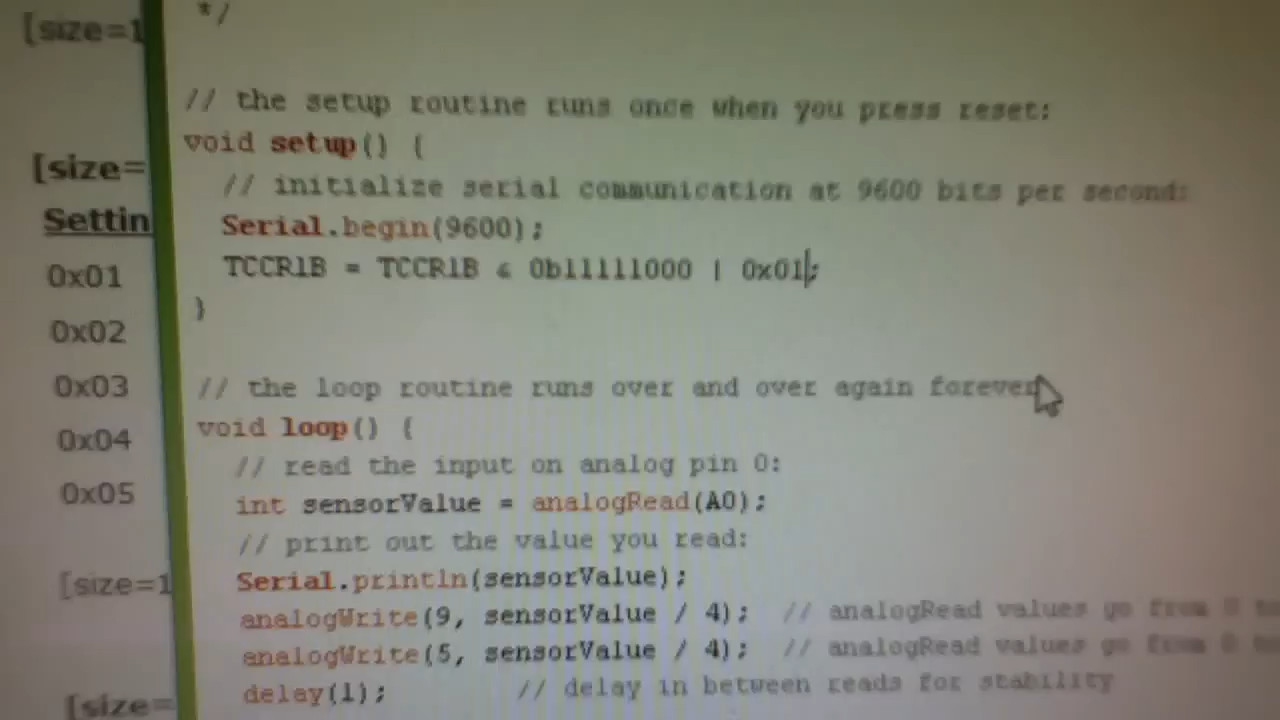 [size=1
*/
// the setup routine runs once when you press reset:
void setup() {
[size=
// initialize serial communication at 9600 bits per second:
Settin
Serial.begin(9600);
0x01
TCCR1B = TCCR1B & 0b11111000 | 0x01;
}
0x02
0x03
// the loop routine runs over and over again forever
void loop() {
0x04
// read the input on analog pin 0:
0x05
int sensorValue = analogRead(A0);
// print out the value you read:
[size=1
Serial.println(sensorValue);
analogWrite(9, sensorValue / 4); // analogRead values go from 0 to
analogWrite(5, sensorValue / 4); // analogRead values go from 0 to
delay(1); // delay in between reads for stability
[size=